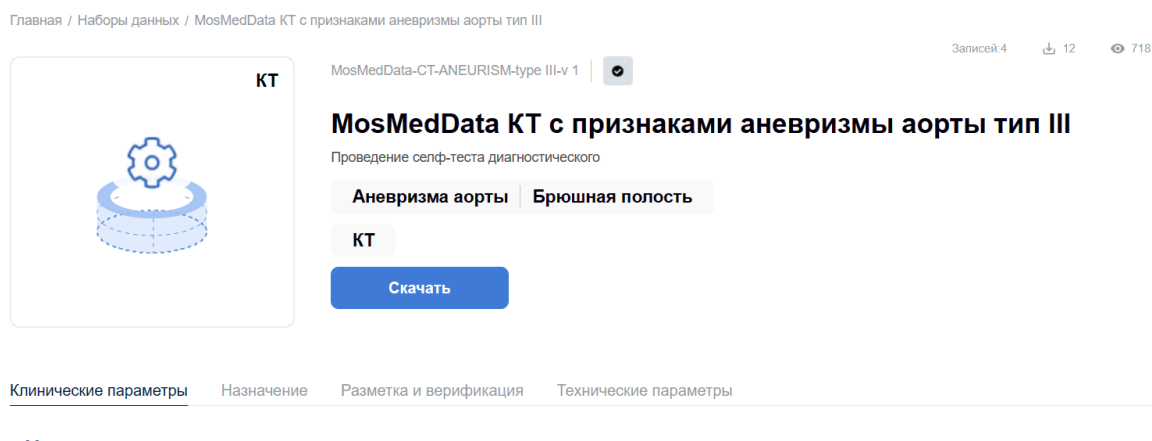 Главная / Наборы данных / MosMedData КТ с признаками аневризмы аорты тип III
Записей:4 12 718
КТ
MosMedData-CT-ANEURISM-type III-v 1
MosMedData КТ с признаками аневризмы аорты тип III
Проведение селф-теста диагностического
Аневризма аорты Брюшная полость
КТ
Скачать
Клинические параметры Назначение Разметка и верификация Технические параметры